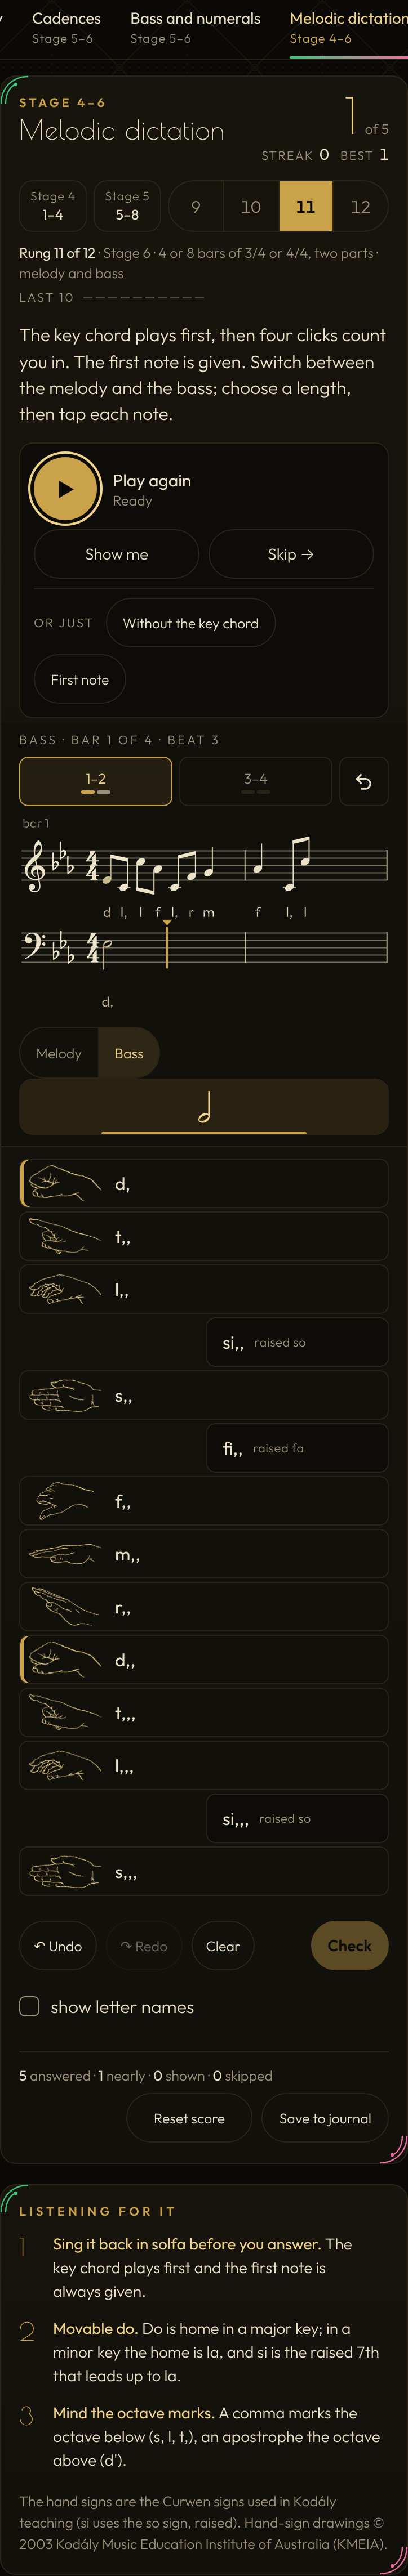 Cadences
Stage 5–6
Bass and numerals
Stage 5–6
Melodic dictation
Stage 4–6
STAGE 4–6
Melodic dictation
1 of 5
STREAK 0 BEST 1
Stage 4
1–4
Stage 5
5–8
9
10
11
12
Rung 11 of 12 · Stage 6 · 4 or 8 bars of 3/4 or 4/4, two parts ·
melody and bass
LAST 10 — — — — — — — — — —
The key chord plays first, then four clicks count
you in. The first note is given. Switch between
the melody and the bass; choose a length,
then tap each note.
Play again
Ready
Show me
Skip →
OR JUST
Without the key chord
First note
BASS · BAR 1 OF 4 · BEAT 3
1–2
3–4
bar 1
4
4
d l, l f l, r m f l, l
4
4
d,
Melody
Bass
d,
t,,
l,,
si,, raised so
s,,
fi,, raised fa
f,,
m,,
r,,
d,,
t,,,
l,,,
si,,, raised so
s,,,
↶ Undo
↷ Redo
Clear
Check
show letter names
5 answered · 1 nearly · 0 shown · 0 skipped
Reset score
Save to journal
LISTENING FOR IT
1
Sing it back in solfa before you answer. The
key chord plays first and the first note is
always given.
2
Movable do. Do is home in a major key; in a
minor key the home is la, and si is the raised 7th
that leads up to la.
3
Mind the octave marks. A comma marks the
octave below (s, l, t,), an apostrophe the octave
above (d').
The hand signs are the Curwen signs used in Kodály
teaching (si uses the so sign, raised). Hand-sign drawings ©
2003 Kodály Music Education Institute of Australia (KMEIA).